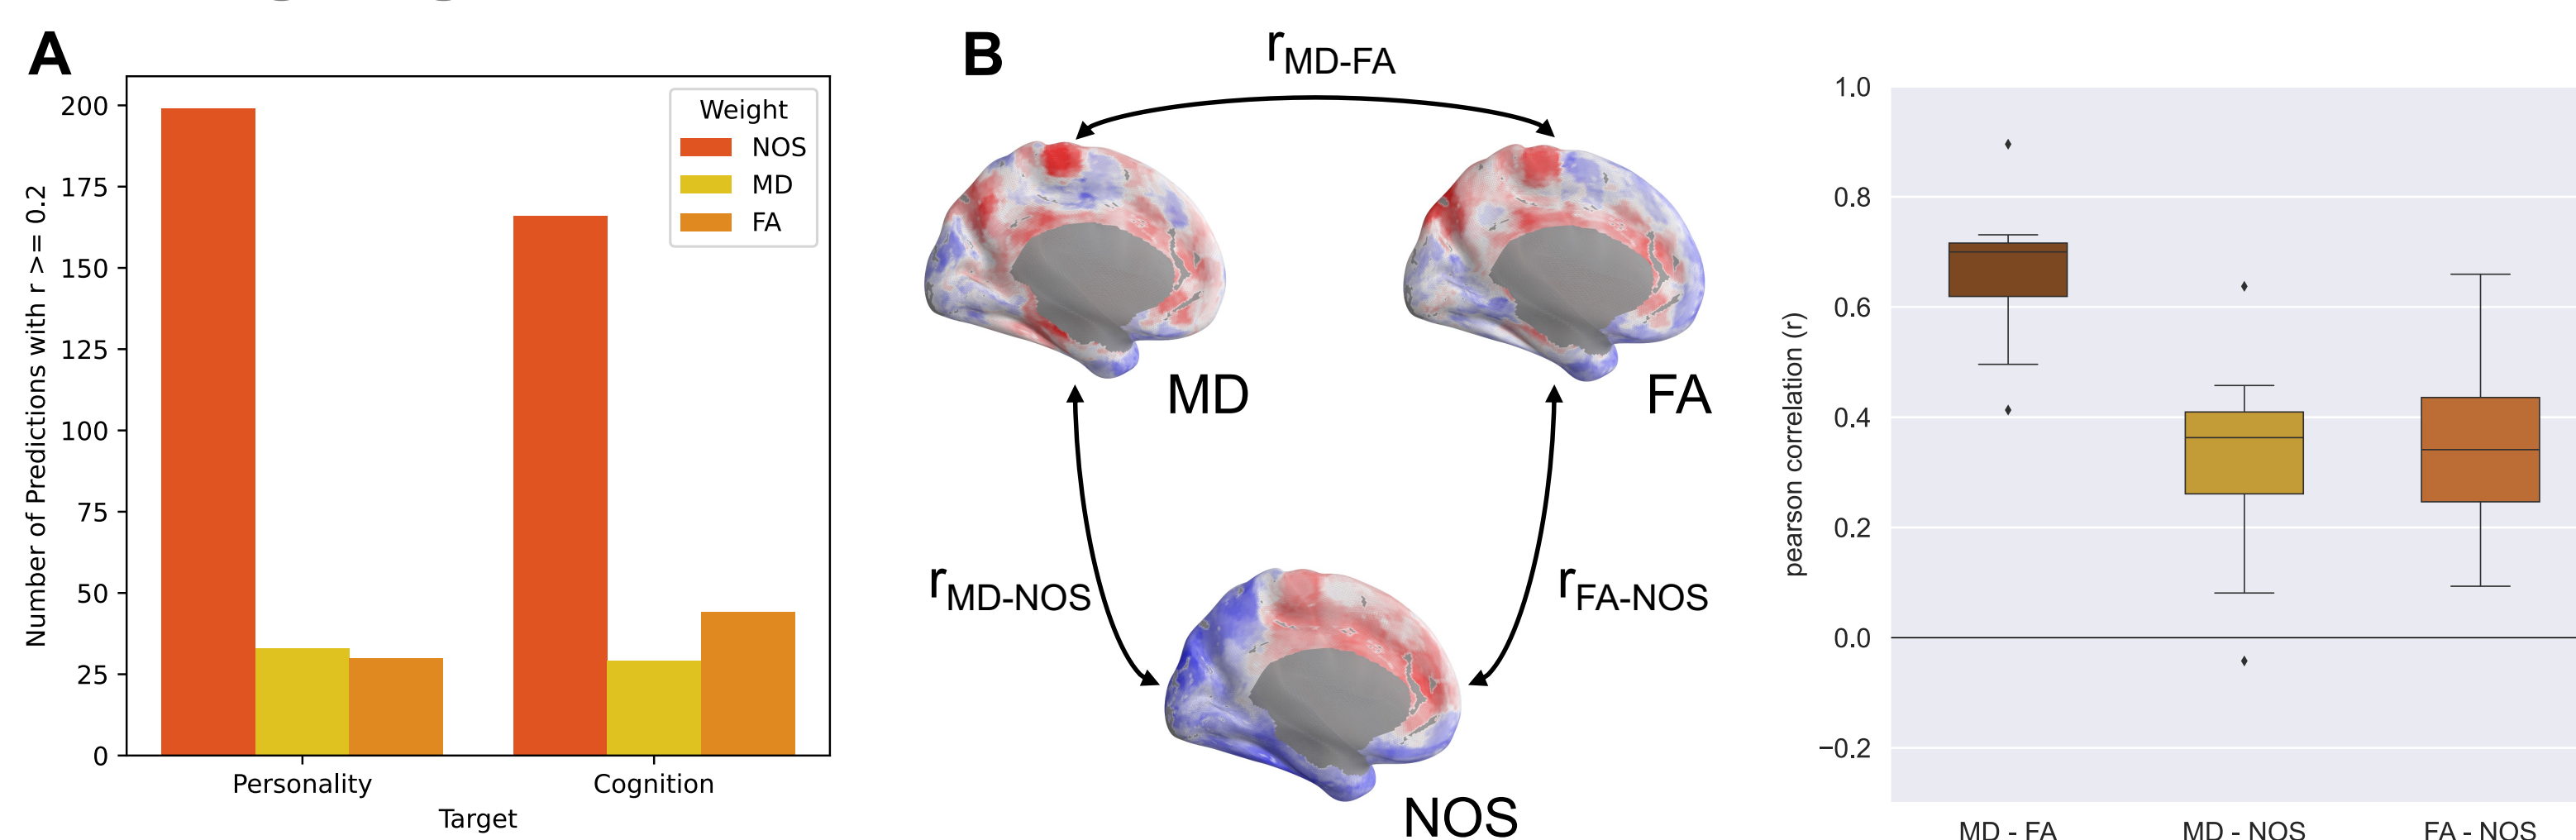 A
Number of Predictions with r >= 0.2
200
175
150
125
100
75
50
25
0
Weight
NOS
MD
FA
Personality
Cognition
Target
B
rMD-FA
MD
FA
rMD-NOS
rFA-NOS
NOS
pearson correlation (r)
1.0
0.8
0.6
0.4
0.2
0.0
−0.2
MD - FA
MD - NOS
FA - NOS